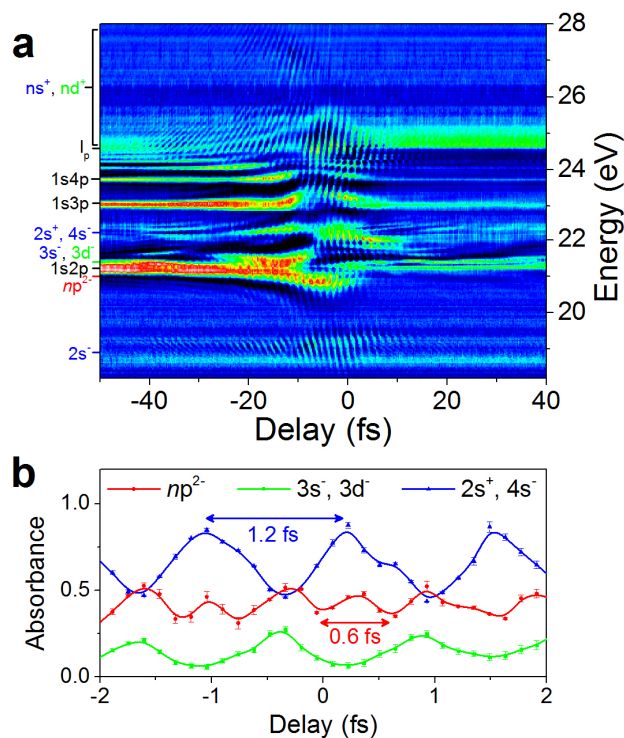 a
28
26
24
22
20
Energy (eV)
ns⁺, nd⁺
Iₚ
1s4p
1s3p
2s⁺, 4s⁻
3s⁻, 3d⁻
1s2p
np²⁻
2s⁻
-40 -20 0 20 40
Delay (fs)
b
np²⁻ 3s⁻, 3d⁻ 2s⁺, 4s⁻
1.2 fs
0.6 fs
1.0
0.5
0.0
Absorbance
-2 -1 0 1 2
Delay (fs)